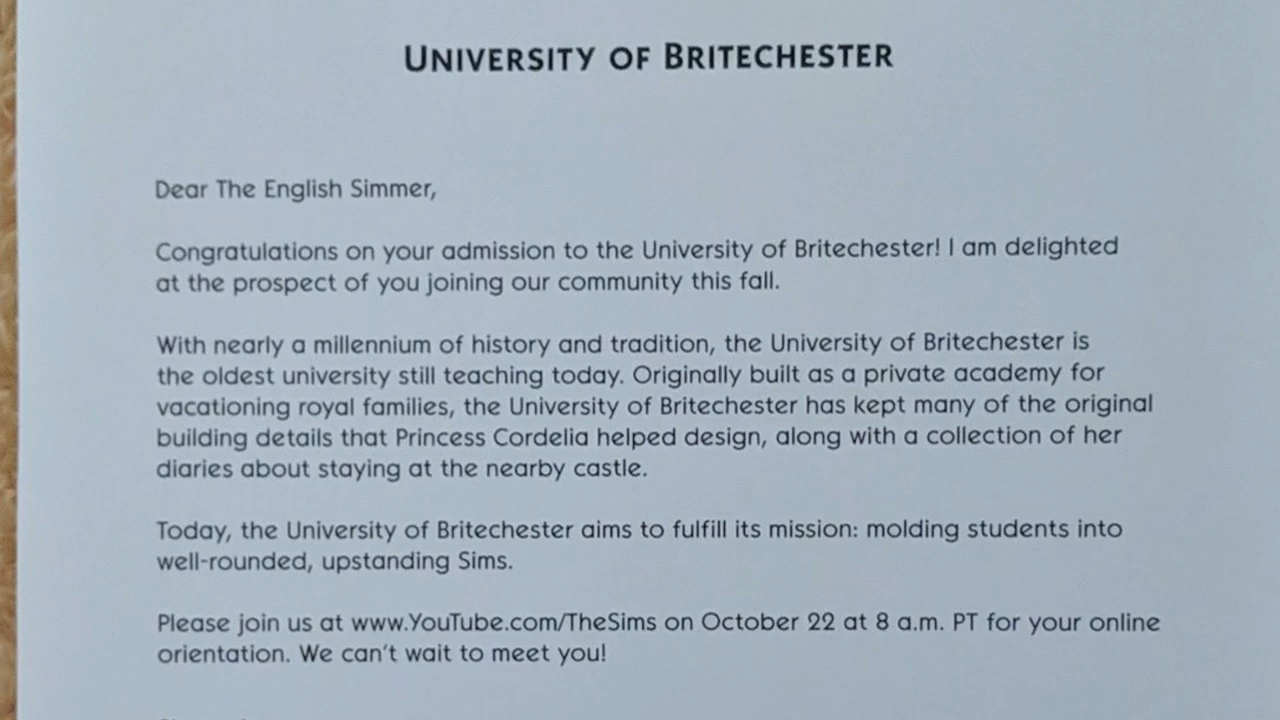 UNIVERSITY OF BRITECHESTER
Dear The English Simmer,
Congratulations on your admission to the University of Britechester! I am delighted
at the prospect of you joining our community this fall.
With nearly a millennium of history and tradition, the University of Britechester is
the oldest university still teaching today. Originally built as a private academy for
vacationing royal families, the University of Britechester has kept many of the original
building details that Princess Cordelia helped design, along with a collection of her
diaries about staying at the nearby castle.
Today, the University of Britechester aims to fulfill its mission: molding students into
well-rounded, upstanding Sims.
Please join us at www.YouTube.com/TheSims on October 22 at 8 a.m. PT for your online
orientation. We can't wait to meet you!